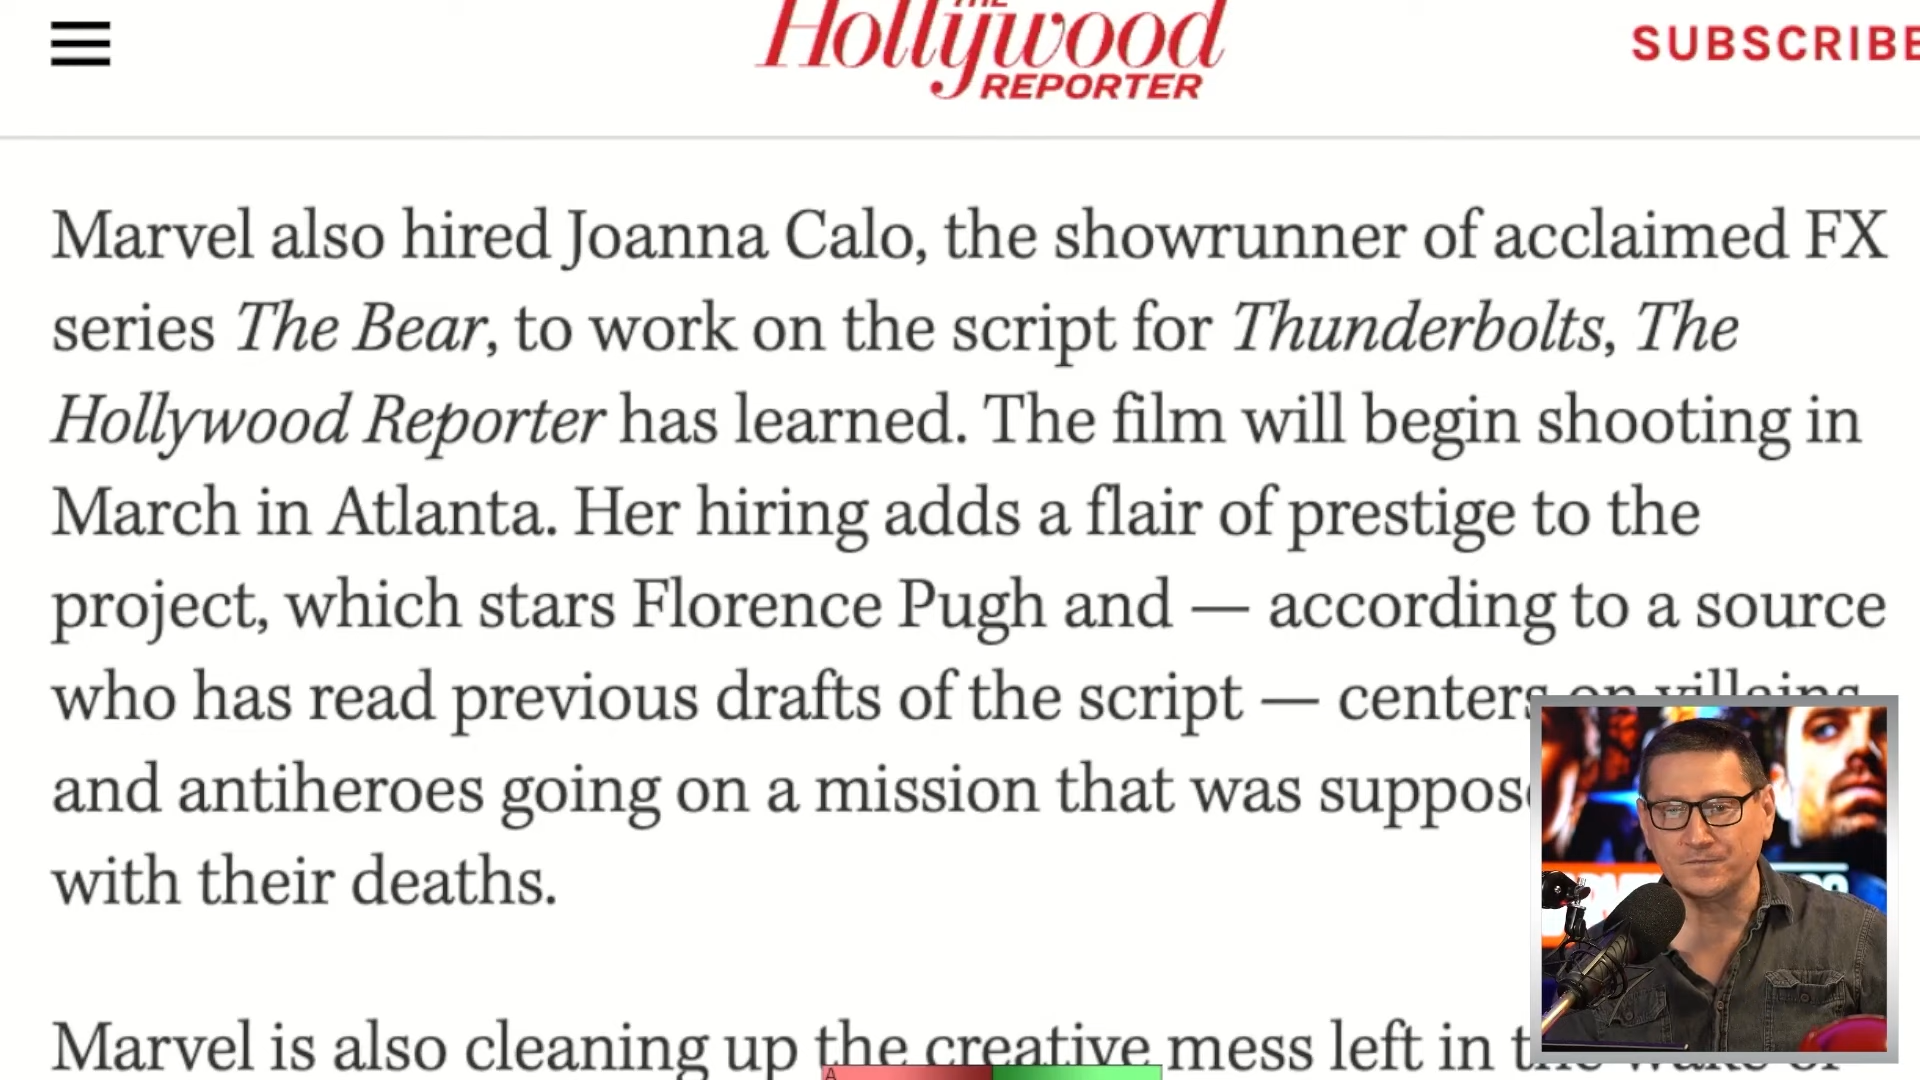 THE
Hollywood
REPORTER
SUBSCRIBE
Marvel also hired Joanna Calo, the showrunner of acclaimed FX
series The Bear, to work on the script for Thunderbolts, The
Hollywood Reporter has learned. The film will begin shooting in
March in Atlanta. Her hiring adds a flair of prestige to the
project, which stars Florence Pugh and — according to a source
who has read previous drafts of the script — centers on villains
and antiheroes going on a mission that was
with their deaths.
Marvel is also cleaning up the creative mess left in
A